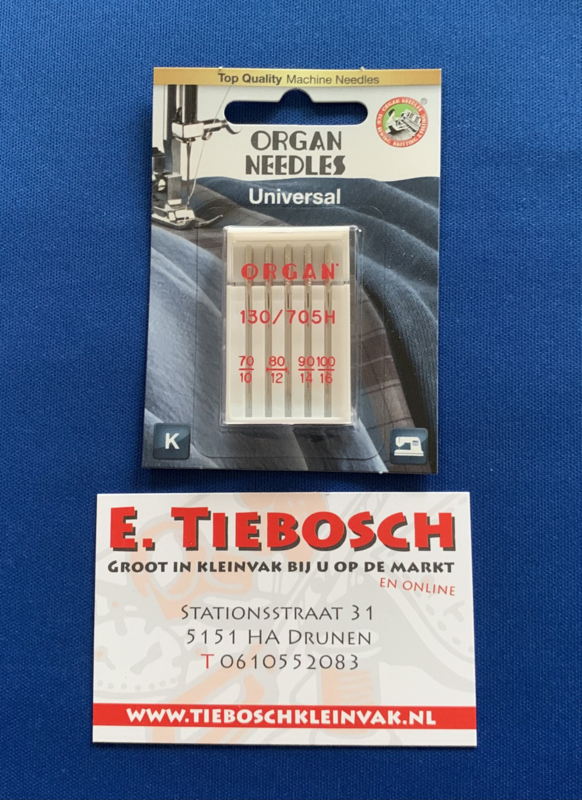 Top Quality Machine Needles
ORGAN
NEEDLES
Universal
ORGAN
130/705H
70 80 90 100
10 12 14 16
K
E. TIEBOSCH
GROOT IN KLEINVAK BIJ U OP DE MARKT
EN ONLINE
STATIONSSTRAAT 31
5151 HA DRUNEN
T 0610552083
WWW.TIEBOSCHKLEINVAK.NL